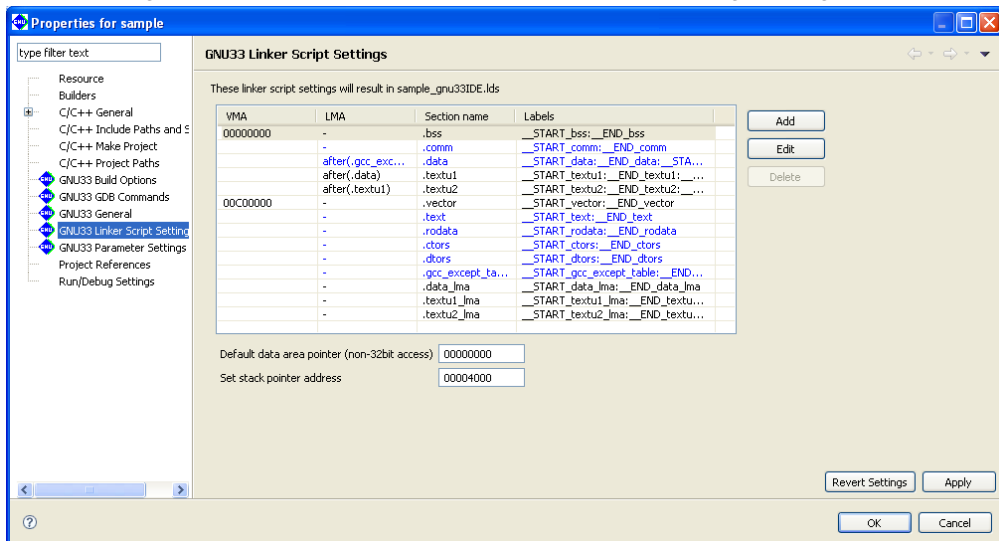 Properties for sample
type filter text
Resource
Builders
C/C++ General
C/C++ Include Paths and S
C/C++ Make Project
C/C++ Project Paths
GNU33 Build Options
GNU33 GDB Commands
GNU33 General
GNU33 Linker Script Setting
GNU33 Parameter Settings
Project References
Run/Debug Settings
GNU33 Linker Script Settings
These linker script settings will result in sample_gnu33IDE.lds
VMA LMA Section name Labels
00000000 - .bss __START_bss:__END_bss
- .comm __START_comm:__END_comm
after(.gcc_exc... .data __START_data:__END_data:__STA...
after(.data) .textu1 __START_textu1:__END_textu1:__...
after(.textu1) .textu2 __START_textu2:__END_textu2:__...
00C00000 - .vector __START_vector:__END_vector
- .text __START_text:__END_text
- .rodata __START_rodata:__END_rodata
- .ctors __START_ctors:__END_ctors
- .dtors __START_dtors:__END_dtors
- .gcc_except_ta... __START_gcc_except_table:__END...
- .data_lma __START_data_lma:__END_data_lma
- .textu1_lma __START_textu1_lma:__END_textu...
- .textu2_lma __START_textu2_lma:__END_textu...
Add
Edit
Delete
Default data area pointer (non-32bit access) 00000000
Set stack pointer address 00004000
Revert Settings Apply
? OK Cancel